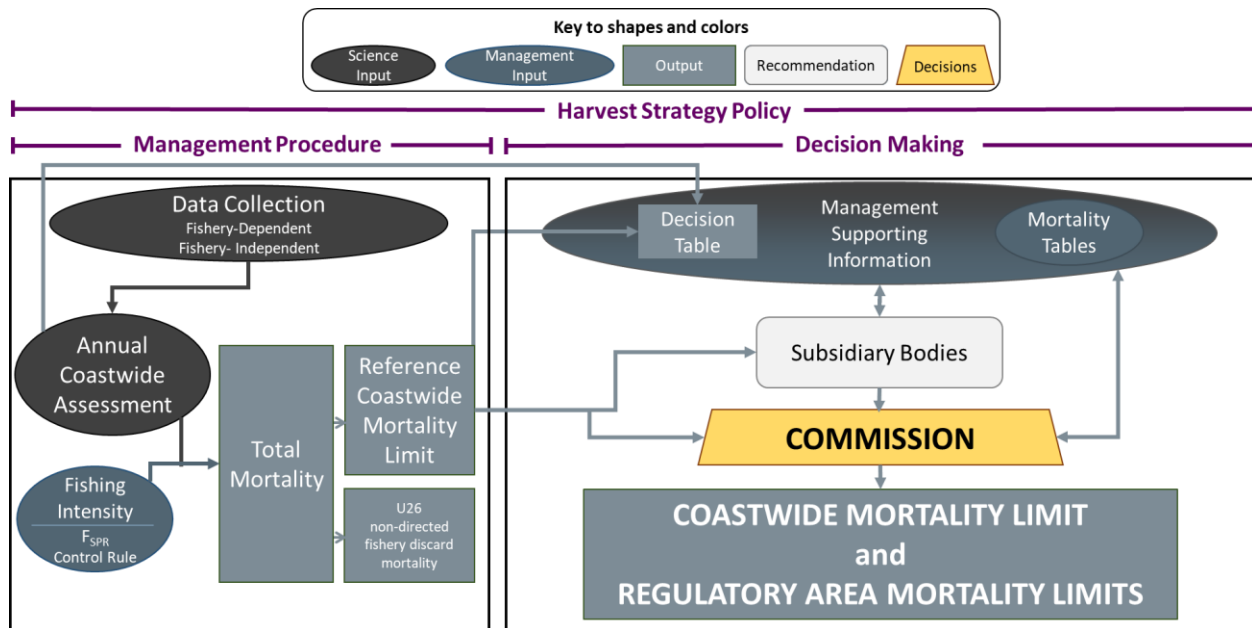 Key to shapes and colors
Science
Input
Management
Input
Output
Recommendation
Decisions
Harvest Strategy Policy
Management Procedure
Decision Making
Data Collection
Fishery-Dependent
Fishery- Independent
Annual
Coastwide
Assessment
Fishing
Intensity
FSPR
Control Rule
Total
Mortality
Reference
Coastwide
Mortality
Limit
U26
non-directed
fishery discard
mortality
Decision
Table
Management
Supporting
Information
Mortality
Tables
Subsidiary Bodies
COMMISSION
COASTWIDE MORTALITY LIMIT
and
REGULATORY AREA MORTALITY LIMITS